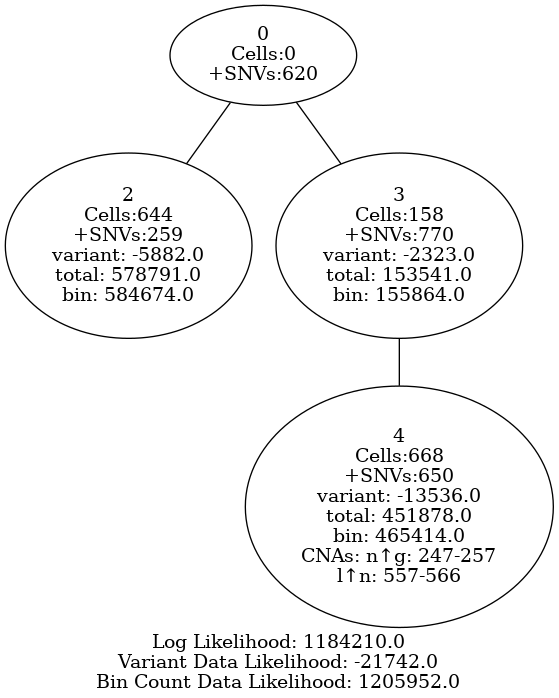 0
Cells:0
+SNVs:620
2
Cells:644
+SNVs:259
variant: -5882.0
total: 578791.0
bin: 584674.0
3
Cells:158
+SNVs:770
variant: -2323.0
total: 153541.0
bin: 155864.0
4
Cells:668
+SNVs:650
variant: -13536.0
total: 451878.0
bin: 465414.0
CNAs: n↑g: 247-257
l↑n: 557-566
Log Likelihood: 1184210.0
Variant Data Likelihood: -21742.0
Bin Count Data Likelihood: 1205952.0